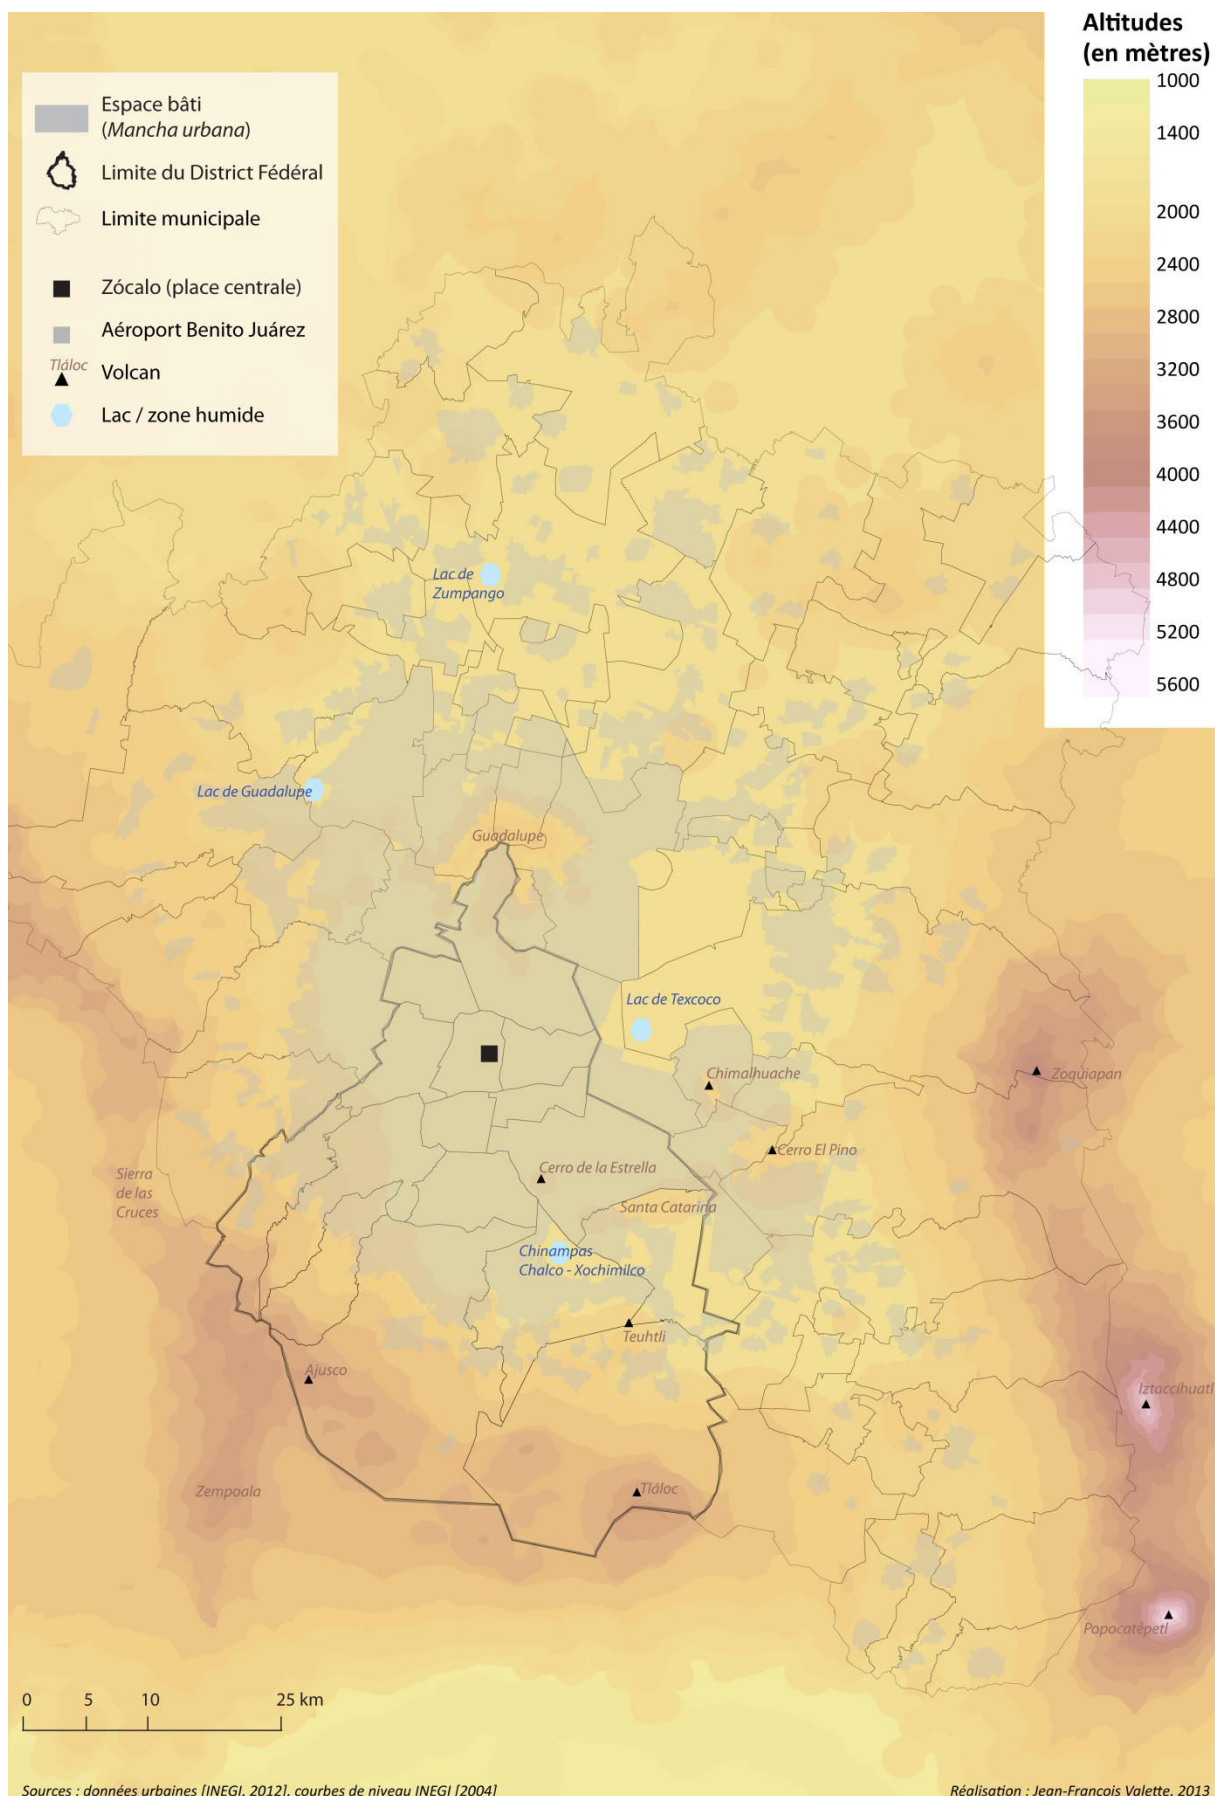 Altitudes
(en mètres)
1000
1400
2000
2400
2800
3200
3600
4000
4400
4800
5200
5600
Espace bâti
(Mancha urbana)
Limite du District Fédéral
Limite municipale
Zócalo (place centrale)
Aéroport Benito Juárez
Tláloc
Volcan
Lac / zone humide
Lac de
Zumpango
Lac de Guadalupe
Guadalupe
Lac de Texcoco
Chimalhuache
Zoquiapan
Cerro El Pino
Cerro de la Estrella
Sierra
de las
Cruces
Santa Catarina
Chinampas
Chalco - Xochimilco
Teuhtli
Ajusco
Iztaccíhuatl
Zempoala
Tláloc
Popocatépetl
0 5 10 25 km
Sources : données urbaines [INEGI, 2012], courbes de niveau INEGI [2004]
Réalisation : Jean-François Valette, 2013